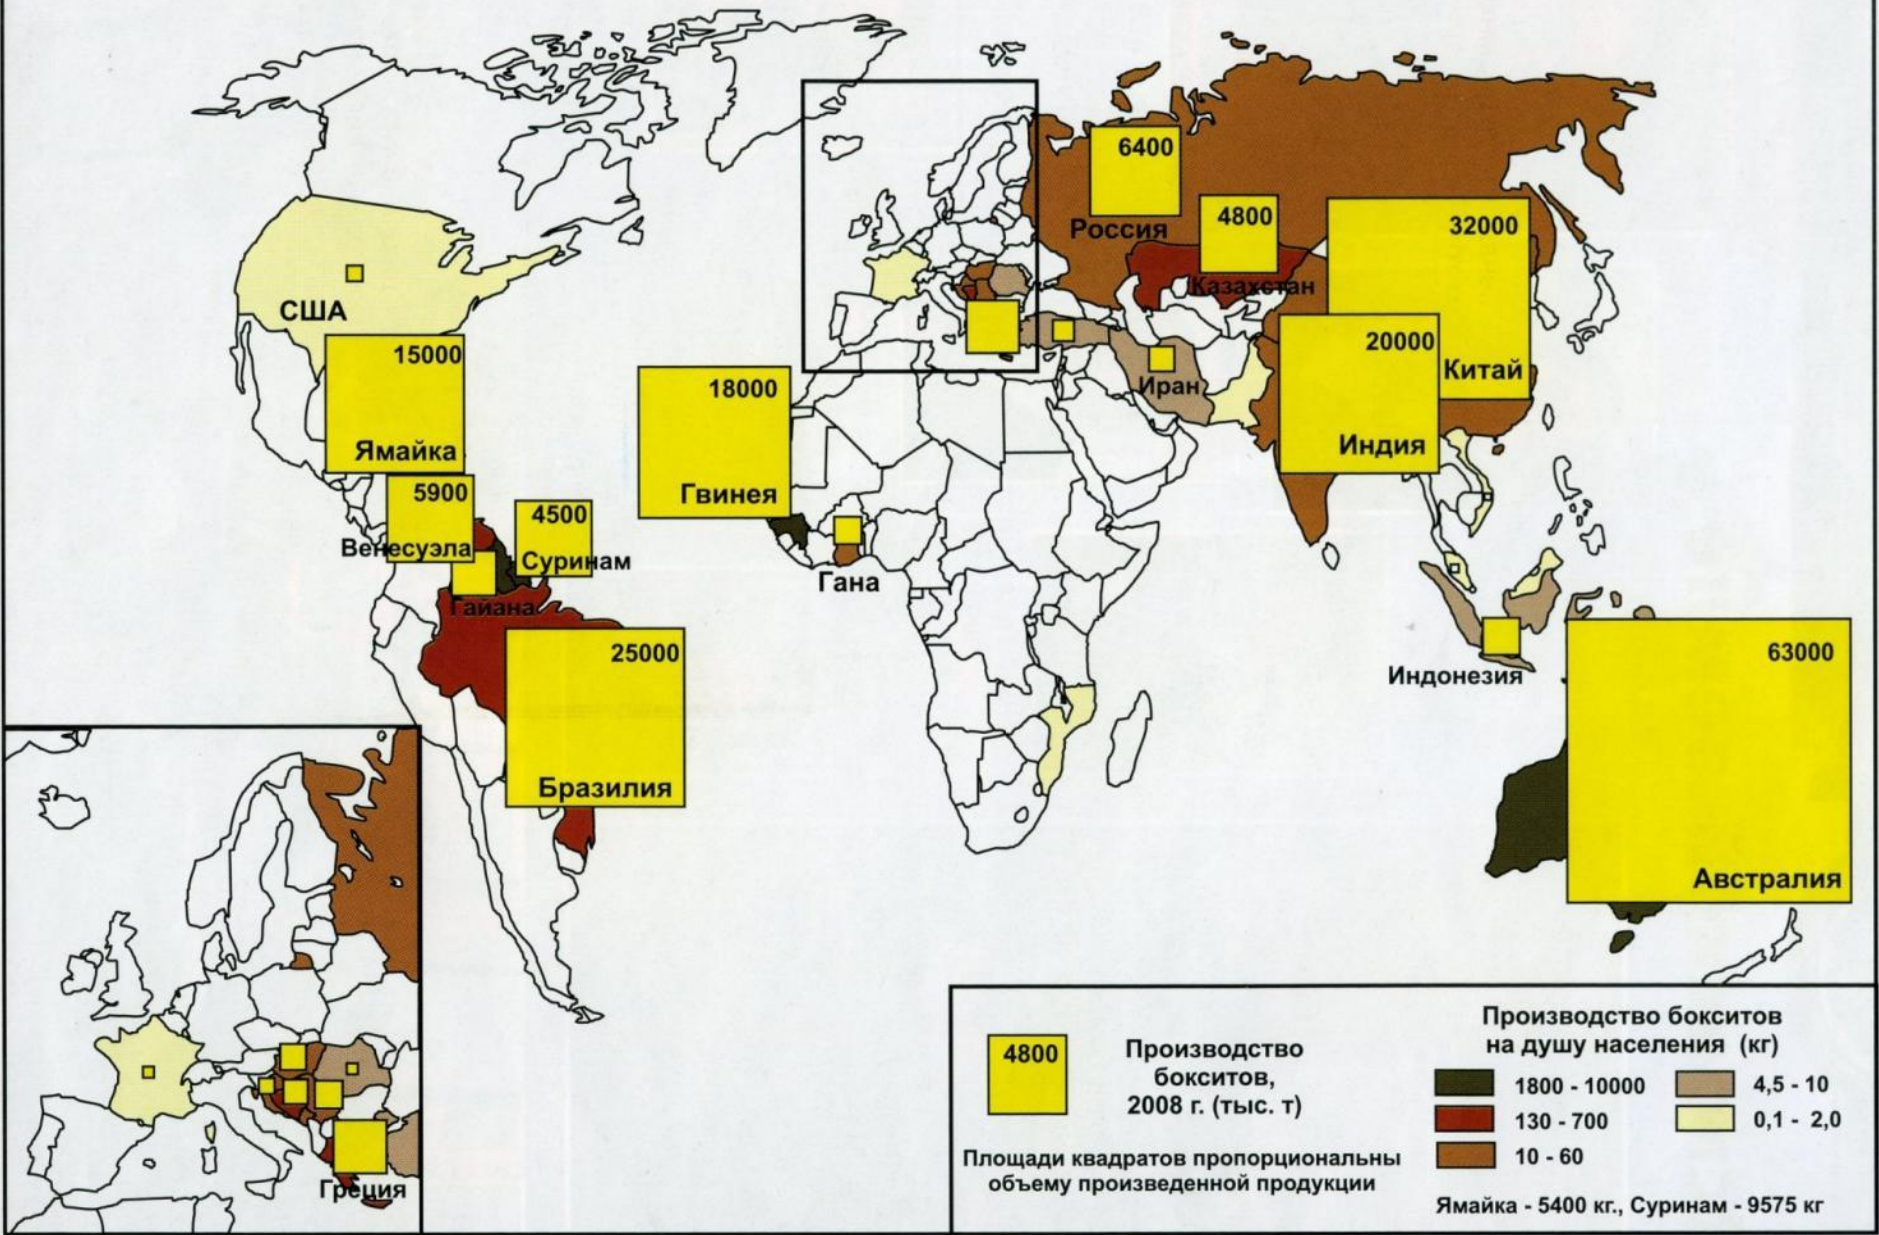 6400
Россия
4800
Казахстан
32000
Китай
20000
Индия
США
15000
Ямайка
18000
Гвинея
Иран
5900
Венесуэла
4500
Суринам
Гайана
Гана
25000
Бразилия
Индонезия
63000
Австралия
Греция
4800
Производство
бокситов,
2008 г. (тыс. т)
Площади квадратов пропорциональны
объему произведенной продукции
Производство бокситов
на душу населения (кг)
1800 - 10000
130 - 700
10 - 60
4,5 - 10
0,1 - 2,0
Ямайка - 5400 кг., Суринам - 9575 кг